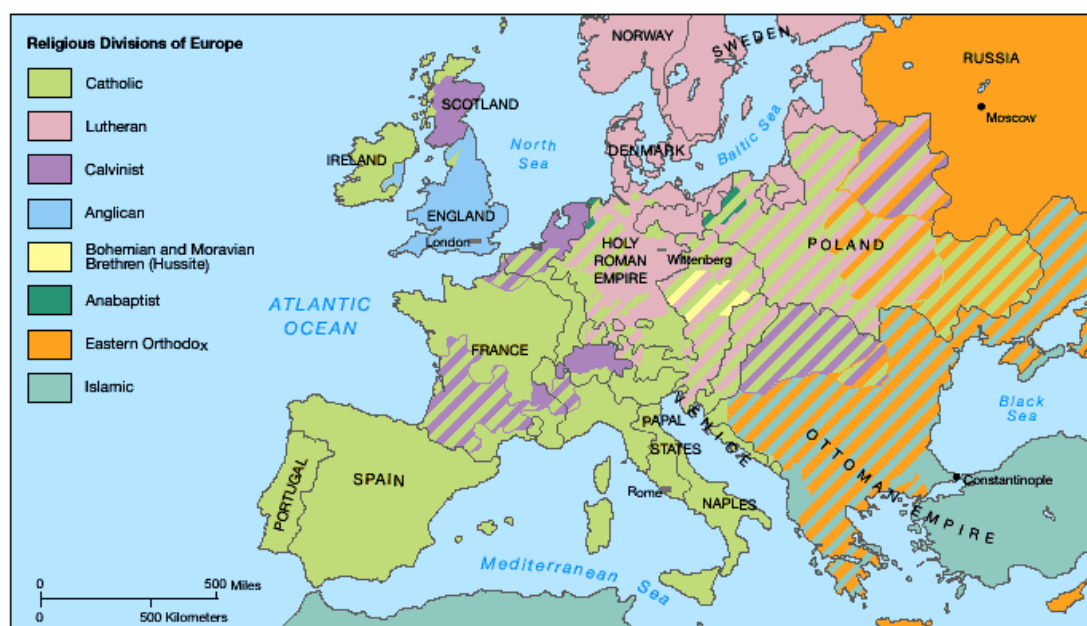 Religious Divisions of Europe
Catholic
Lutheran
Calvinist
Anglican
Bohemian and Moravian
Brethren (Hussite)
Anabaptist
Eastern Orthodox
Islamic
NORWAY
SWEDEN
RUSSIA
Moscow
SCOTLAND
North
Sea
Baltic Sea
DENMARK
IRELAND
ENGLAND
London
HOLY
ROMAN
EMPIRE
Wittenberg
POLAND
ATLANTIC
OCEAN
FRANCE
VENICE
PAPAL
STATES
Black
Sea
OTTOMAN EMPIRE
Constantinople
PORTUGAL
SPAIN
Rome
NAPLES
Mediterranean Sea
0 500 Miles
0 500 Kilometers